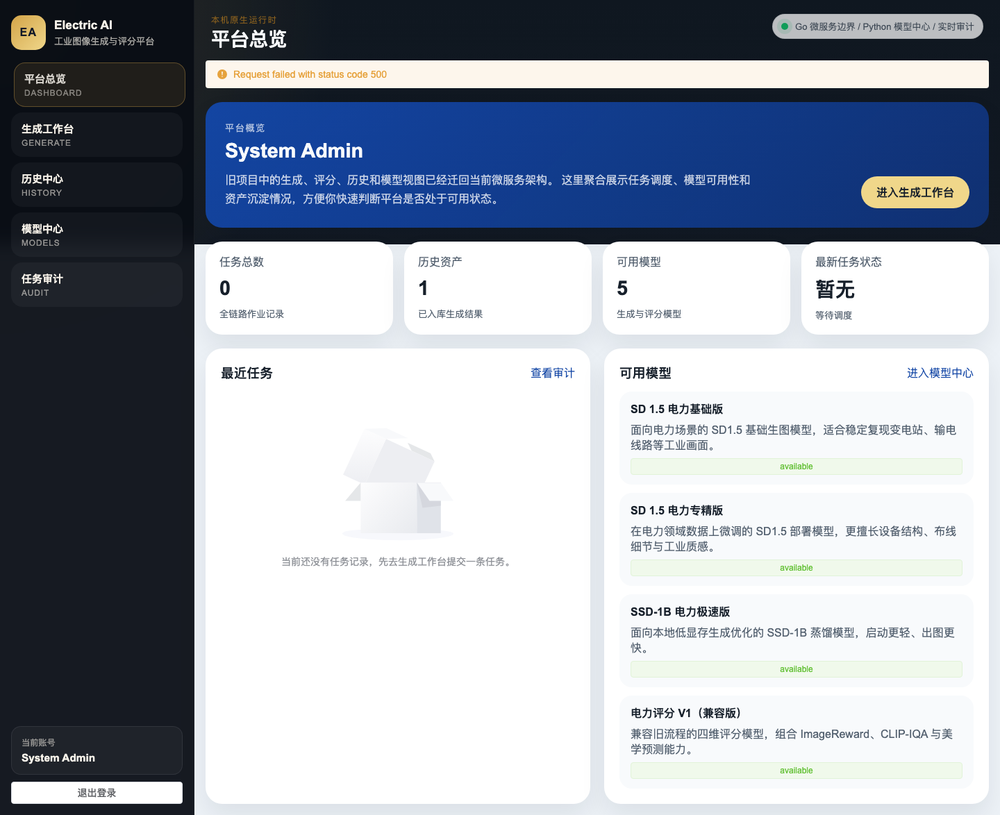 EA
Electric AI
工业图像生成与评分平台
平台总览
DASHBOARD
生成工作台
GENERATE
历史中心
HISTORY
模型中心
MODELS
任务审计
AUDIT
当前账号
System Admin
退出登录
本机原生运行时
平台总览
Go 微服务边界 / Python 模型中心 / 实时审计
Request failed with status code 500
平台概览
System Admin
旧项目中的生成、评分、历史和模型视图已经迁回当前微服务架构。 这里聚合展示任务调度、模型可用性和
资产沉淀情况，方便你快速判断平台是否处于可用状态。
进入生成工作台
任务总数
0
全链路作业记录
历史资产
1
已入库生成结果
可用模型
5
生成与评分模型
最新任务状态
暂无
等待调度
最近任务
查看审计
当前还没有任务记录，先去生成工作台提交一条任务。
可用模型
进入模型中心
SD 1.5 电力基础版
面向电力场景的 SD1.5 基础生图模型，适合稳定复现变电站、输电
线路等工业画面。
available
SD 1.5 电力专精版
在电力领域数据上微调的 SD1.5 部署模型，更擅长设备结构、布线
细节与工业质感。
available
SSD-1B 电力极速版
面向本地低显存生成优化的 SSD-1B 蒸馏模型，启动更轻、出图更
快。
available
电力评分 V1（兼容版）
兼容旧流程的四维评分模型，组合 ImageReward、CLIP-IQA 与美
学预测能力。
available